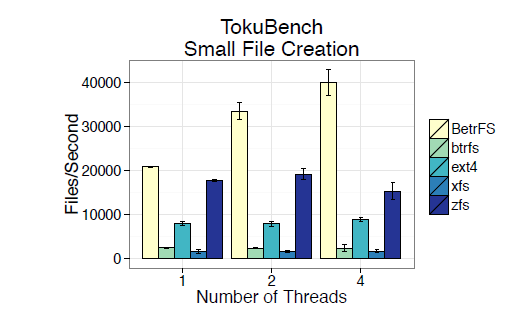 TokuBench
Small File Creation
Files/Second
40000
30000
20000
10000
0
1
2
4
Number of Threads
BetrFS
btrfs
ext4
xfs
zfs